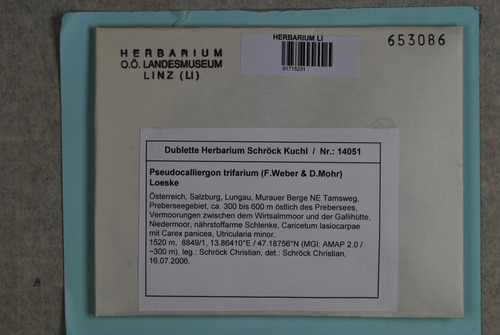 HERBARIUM
O.Ö. LANDESMUSEUM
LINZ (LI)
HERBARIUM LI
01715231
653086
Dublette Herbarium Schröck Kuchl / Nr.: 14051
Pseudocalliergon trifarium (F.Weber & D.Mohr)
Loeske
Österreich, Salzburg, Lungau, Murauer Berge NE Tamsweg,
Preberseegebiet, ca. 300 bis 600 m östlich des Prebersees,
Vermoorungen zwischen dem Wirtsalmmoor und der Gallihütte,
Niedermoor, nährstoffarme Schlenke, Caricetum lasiocarpae
mit Carex panicea, Utricularia minor.
1520 m, 8849/1, 13.86410°E / 47.18756°N (MGI: AMAP 2.0 /
~300 m), leg.: Schröck Christian, det.: Schröck Christian,
16.07.2006.